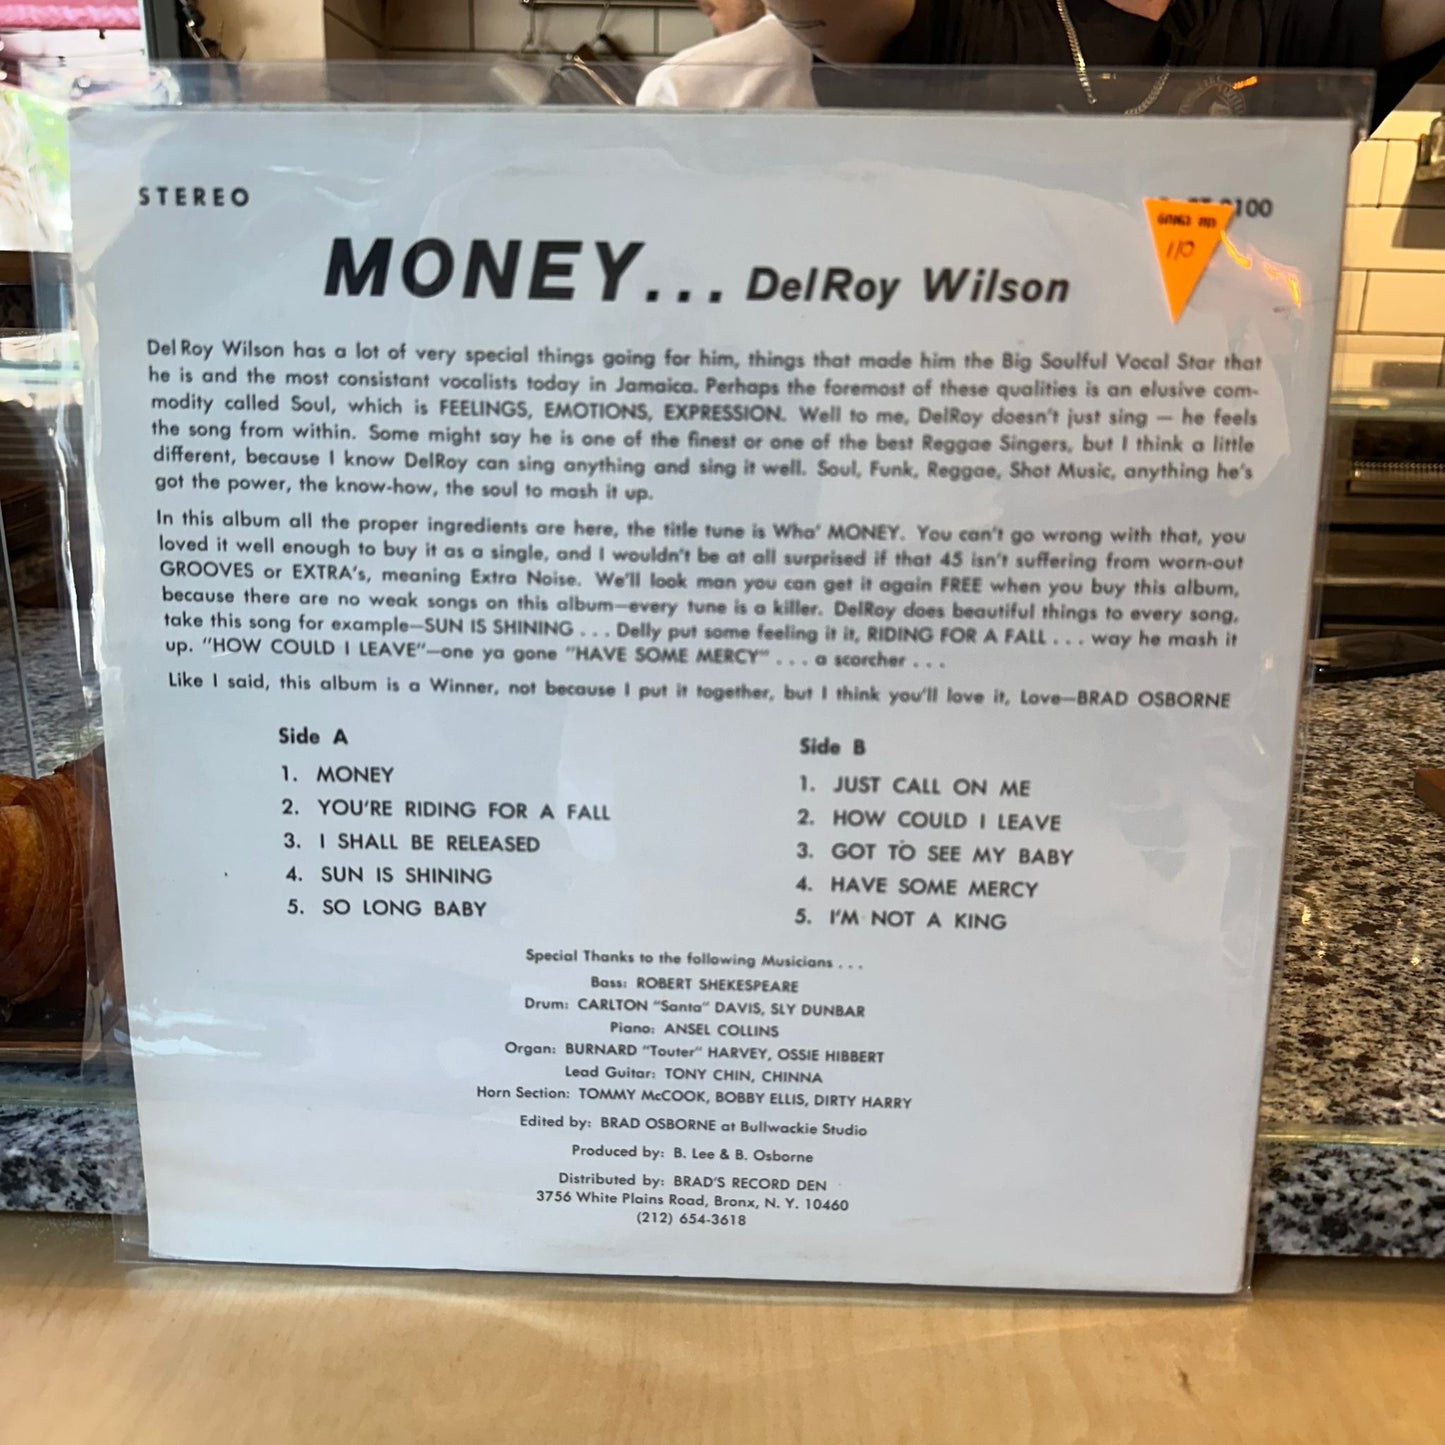 STEREO
100
110
MONEY... DelRoy Wilson
DelRoy Wilson has a lot of very special things going for him, things that made him the Big Soulful Vocal Star that
he is and the most consistant vocalists today in Jamaica. Perhaps the foremost of these qualities is an elusive com-
modity called Soul, which is FEELINGS, EMOTIONS, EXPRESSION. Well to me, DelRoy doesn't just sing — he feels
the song from within. Some might say he is one of the finest or one of the best Reggae Singers, but I think a little
different, because I know DelRoy can sing anything and sing it well. Soul, Funk, Reggae, Shot Music, anything he's
got the power, the know-how, the soul to mash it up.
In this album all the proper ingredients are here, the title tune is Wha' MONEY. You can't go wrong with that, you
loved it well enough to buy it as a single, and I wouldn't be at all surprised if that 45 isn't suffering from worn-out
GROOVES or EXTRA's, meaning Extra Noise. We'll look man you can get it again FREE when you buy this album,
because there are no weak songs on this album—every tune is a killer. DelRoy does beautiful things to every song,
take this song for example—SUN IS SHINING . . . Delly put some feeling it it, RIDING FOR A FALL . . . way he mash it
up. "HOW COULD I LEAVE"—one ya gone "HAVE SOME MERCY" . . . a scorcher . . .
Like I said, this album is a Winner, not because I put it together, but I think you'll love it, Love—BRAD OSBORNE
Side A
1. MONEY
2. YOU'RE RIDING FOR A FALL
3. I SHALL BE RELEASED
4. SUN IS SHINING
5. SO LONG BABY
Side B
1. JUST CALL ON ME
2. HOW COULD I LEAVE
3. GOT TO SEE MY BABY
4. HAVE SOME MERCY
5. I'M NOT A KING
Special Thanks to the following Musicians . . .
Bass: ROBERT SHEKESPEARE
Drum: CARLTON "Santa" DAVIS, SLY DUNBAR
Piano: ANSEL COLLINS
Organ: BURNARD "Touter" HARVEY, OSSIE HIBBERT
Lead Guitar: TONY CHIN, CHINNA
Horn Section: TOMMY McCOOK, BOBBY ELLIS, DIRTY HARRY
Edited by: BRAD OSBORNE at Bullwackie Studio
Produced by: B. Lee & B. Osborne
Distributed by: BRAD'S RECORD DEN
3756 White Plains Road, Bronx, N. Y. 10460
(212) 654-3618